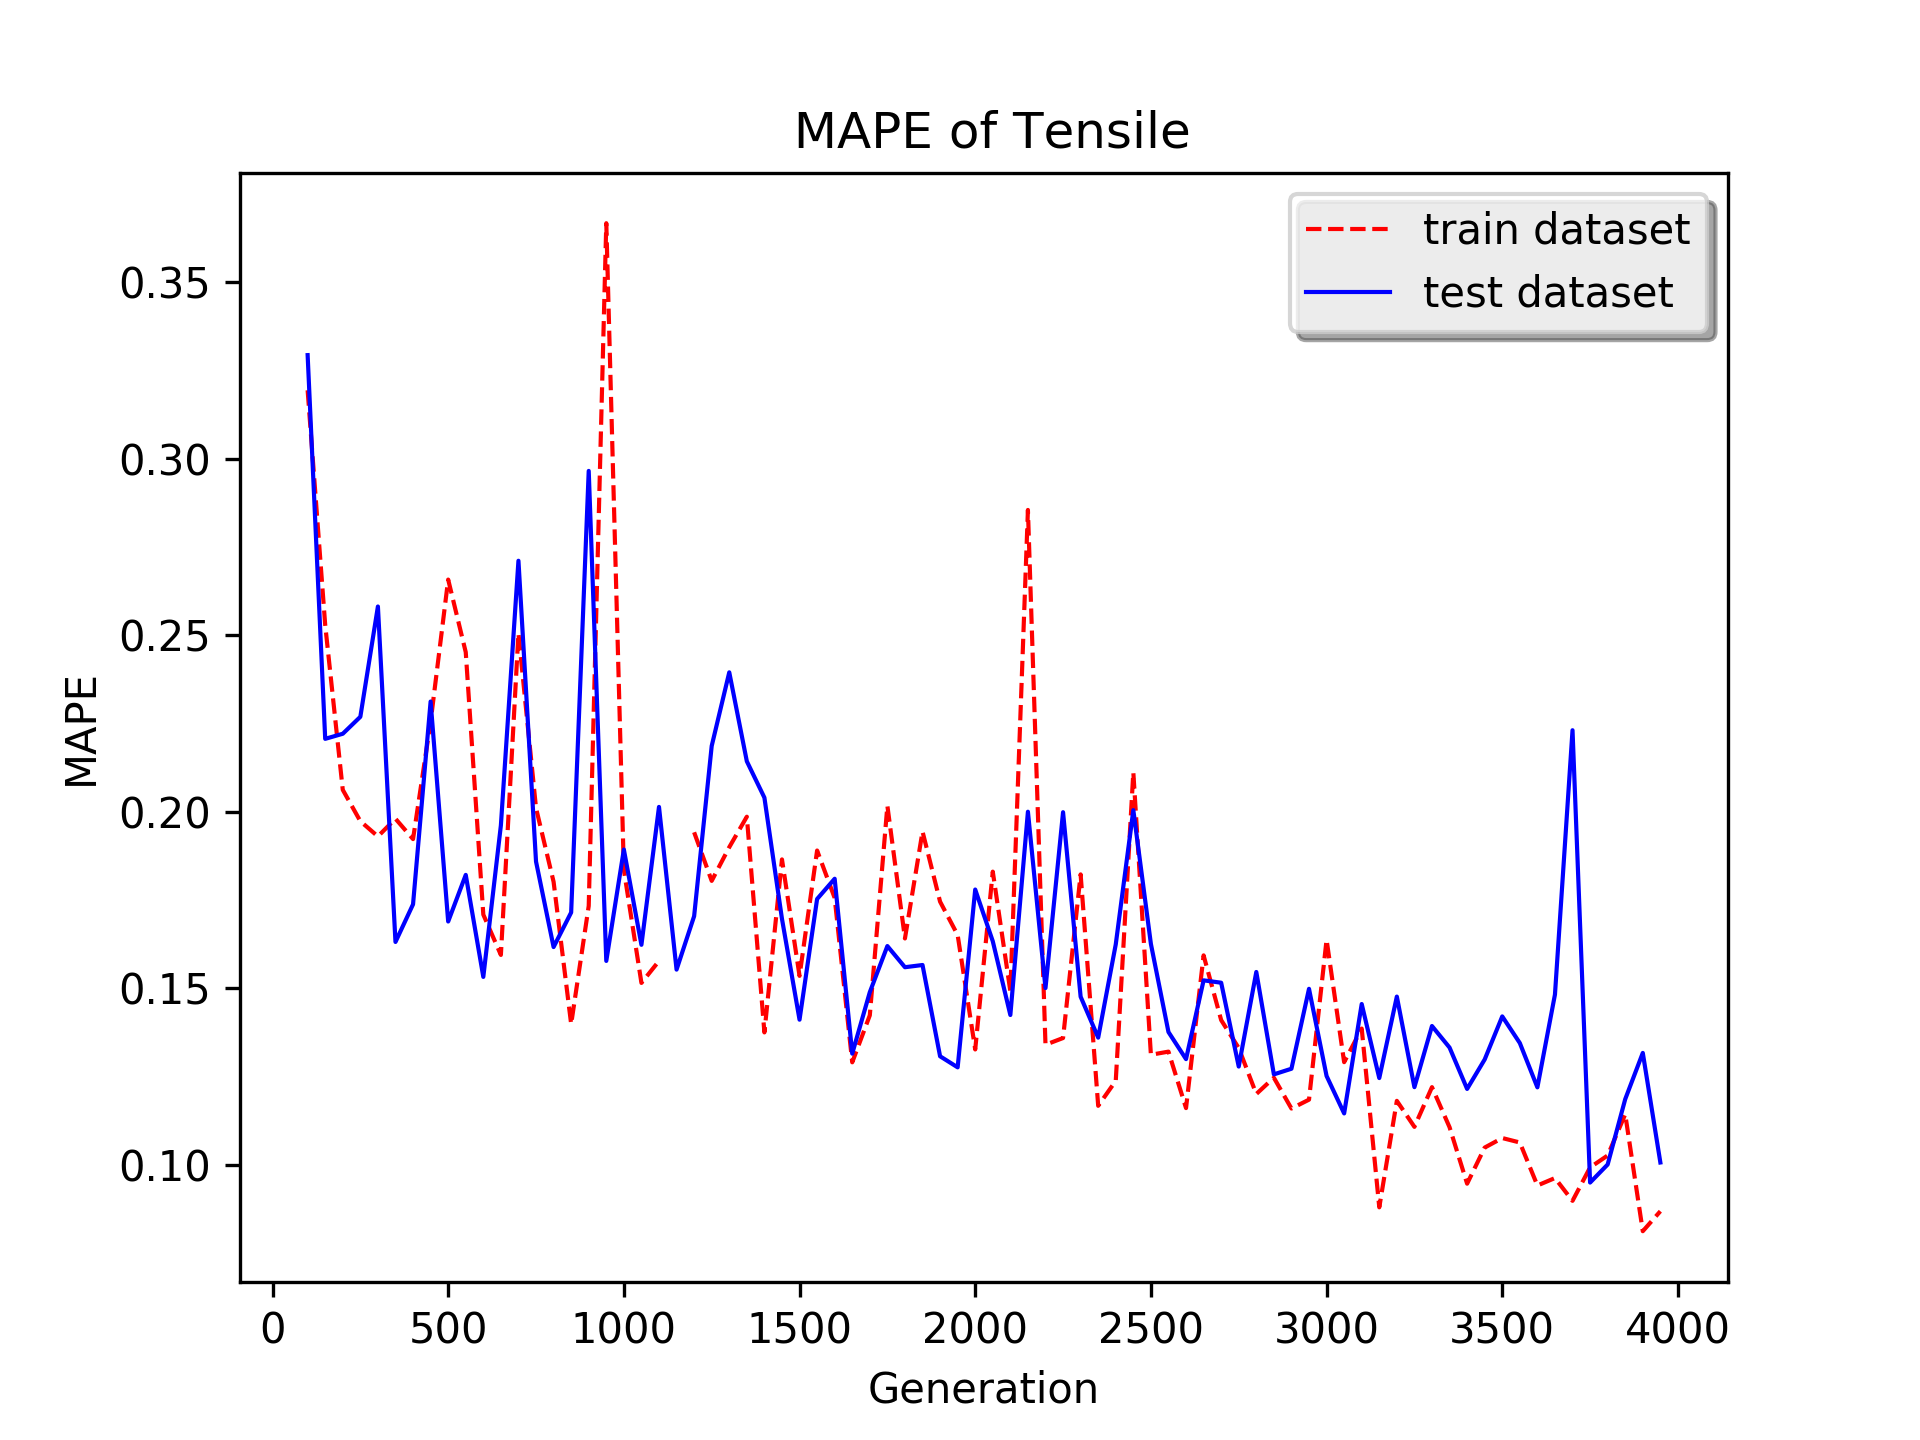 MAPE of Tensile
train dataset
test dataset
MAPE
0.35
0.30
0.25
0.20
0.15
0.10
0 500 1000 1500 2000 2500 3000 3500 4000
Generation